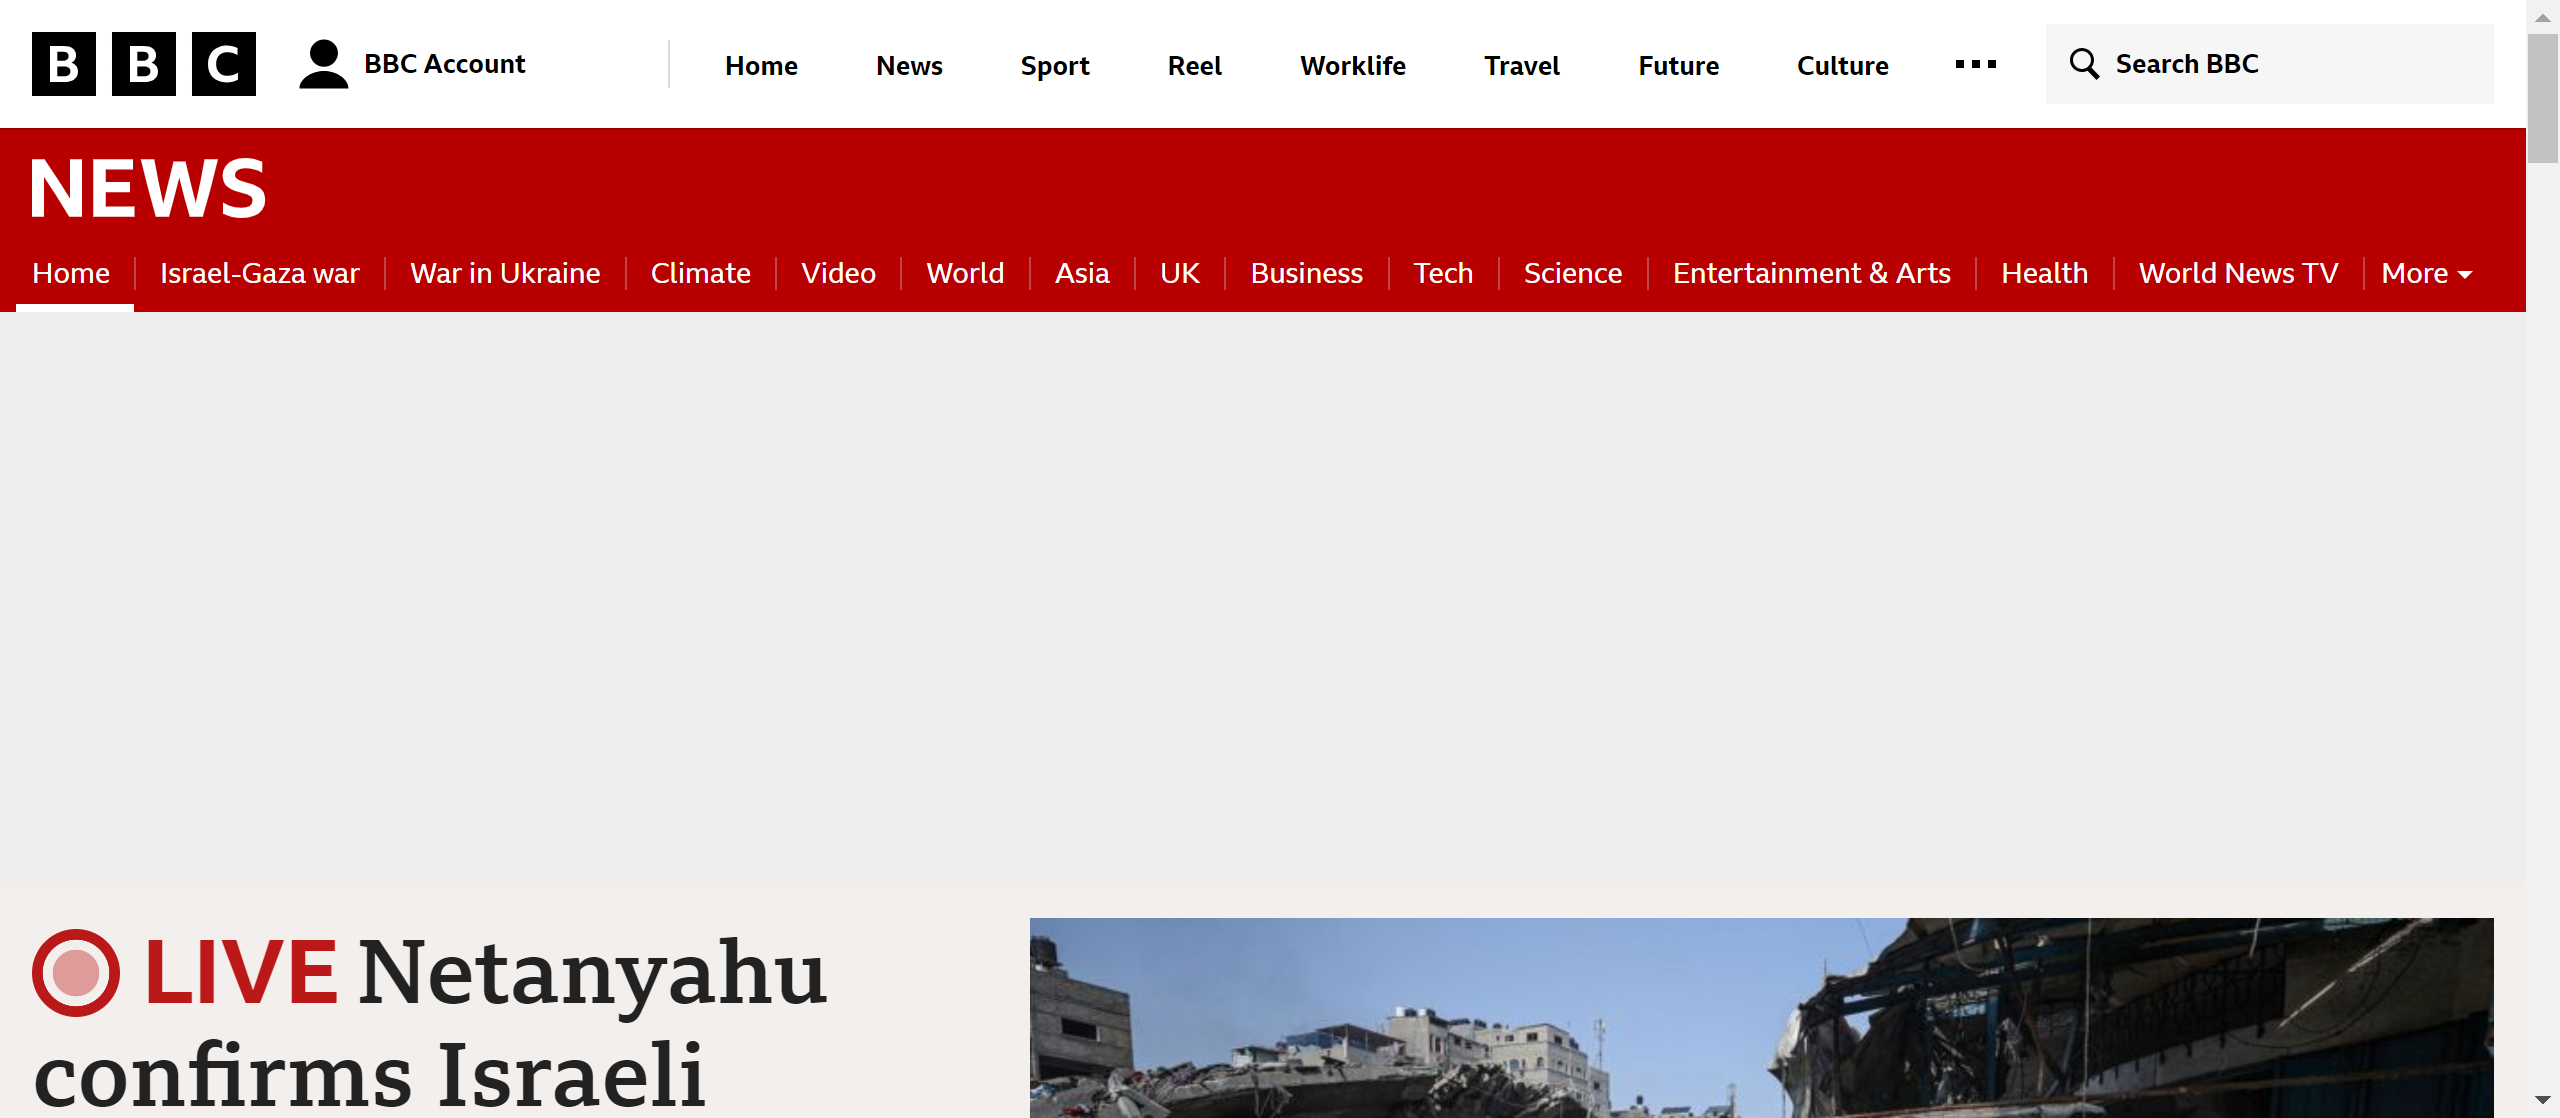 BBC BBC Account Home News Sport Reel Worklife Travel Future Culture Search BBC
NEWS
Home Israel-Gaza war War in Ukraine Climate Video World Asia UK Business Tech Science Entertainment & Arts Health World News TV More
LIVE Netanyahu
confirms Israeli